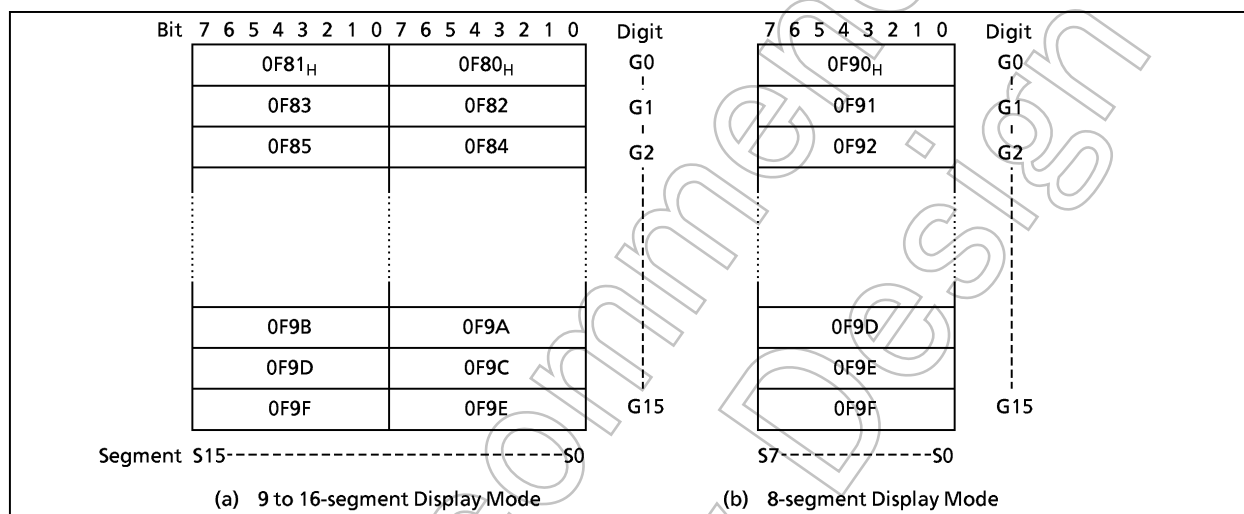 Bit 7 6 5 4 3 2 1 0 7 6 5 4 3 2 1 0 Digit 7 6 5 4 3 2 1 0 Digit
0F81H 0F80H G0 0F90H G0
0F83 0F82 G1 0F91 G1
0F85 0F84 G2 0F92 G2
0F9B 0F9A 0F9D
0F9D 0F9C 0F9E
0F9F 0F9E G15 0F9F G15
Segment S15 S0 S7 S0
(a) 9 to 16-segment Display Mode (b) 8-segment Display Mode
Design